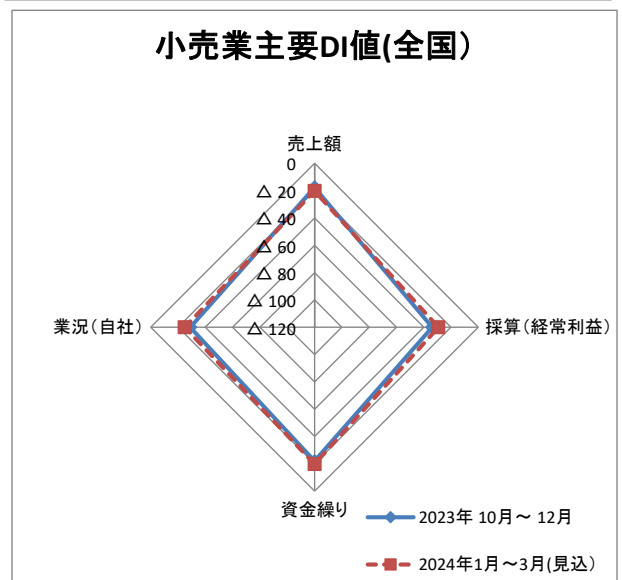 小売業主要DI値(全国）
売上額
0
△ 20
△ 40
△ 60
△ 80
△ 100
△ 120
業況（自社）
採算（経常利益）
資金繰り
2023年 10月～ 12月
2024年1月～3月(見込）